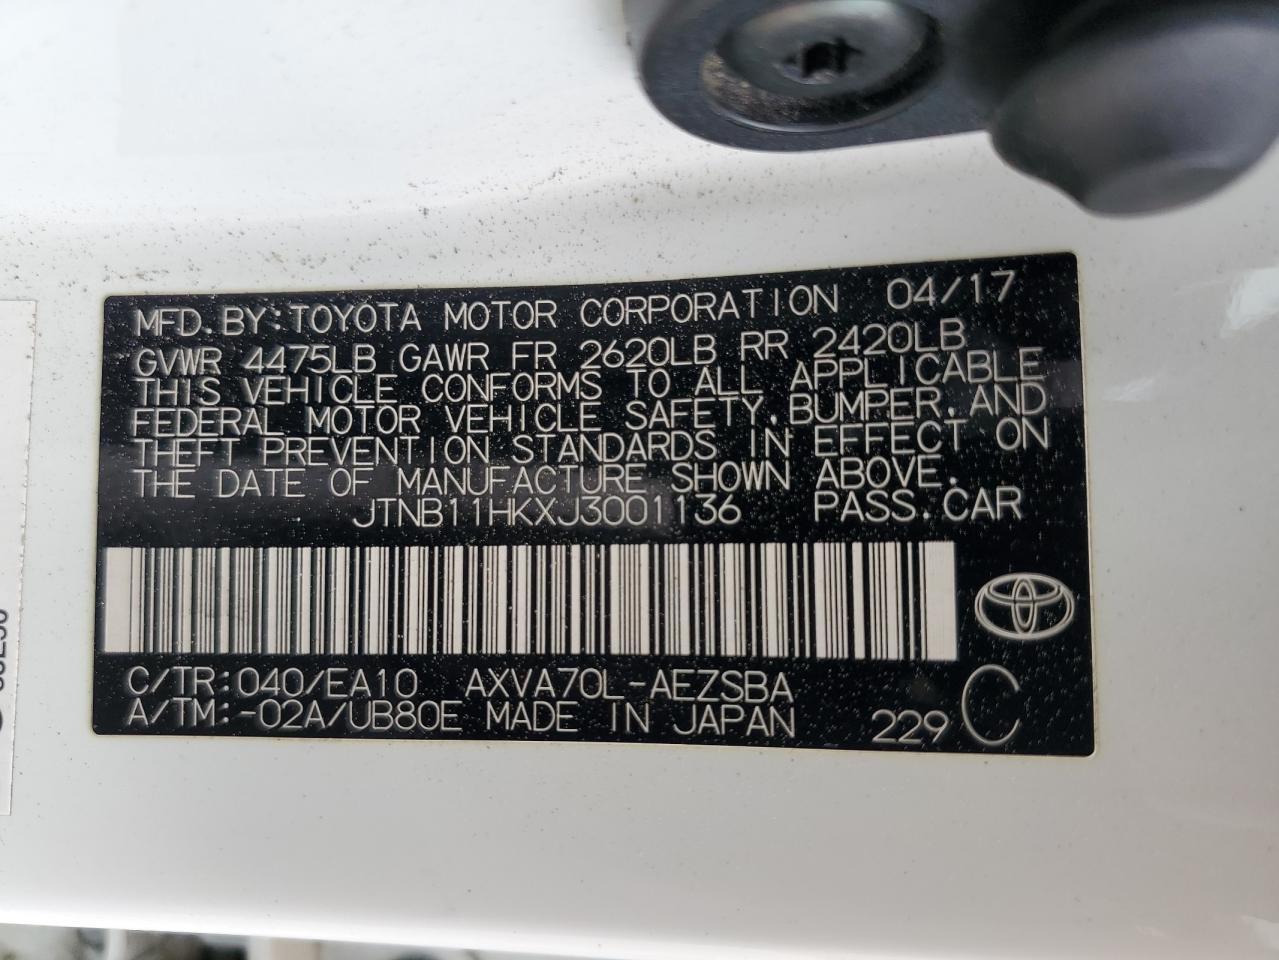 MFD.BY:TOYOTA MOTOR CORPORATION 04/17
GVWR 4475LB GAWR FR 2620LB RR 2420LB
THIS VEHICLE CONFORMS TO ALL APPLICABLE
FEDERAL MOTOR VEHICLE SAFETY,BUMPER,AND
THEFT PREVENTION STANDARDS IN EFFECT ON
THE DATE OF MANUFACTURE SHOWN ABOVE.
JTNB11HKXJ3001136 PASS.CAR
C/TR:040/EA10 AXVA70L-AEZSBA
A/TM:-02A/UB80E MADE IN JAPAN 229 C